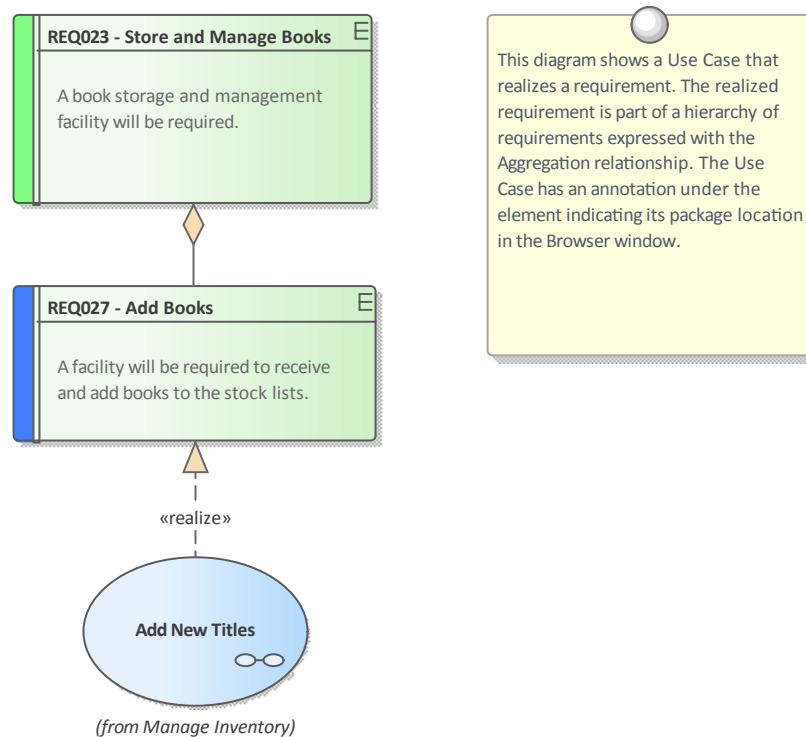 REQ023 - Store and Manage Books
E
A book storage and management
facility will be required.
REQ027 - Add Books
E
A facility will be required to receive
and add books to the stock lists.
«realize»
Add New Titles
(from Manage Inventory)
This diagram shows a Use Case that
realizes a requirement. The realized
requirement is part of a hierarchy of
requirements expressed with the
Aggregation relationship. The Use
Case has an annotation under the
element indicating its package location
in the Browser window.